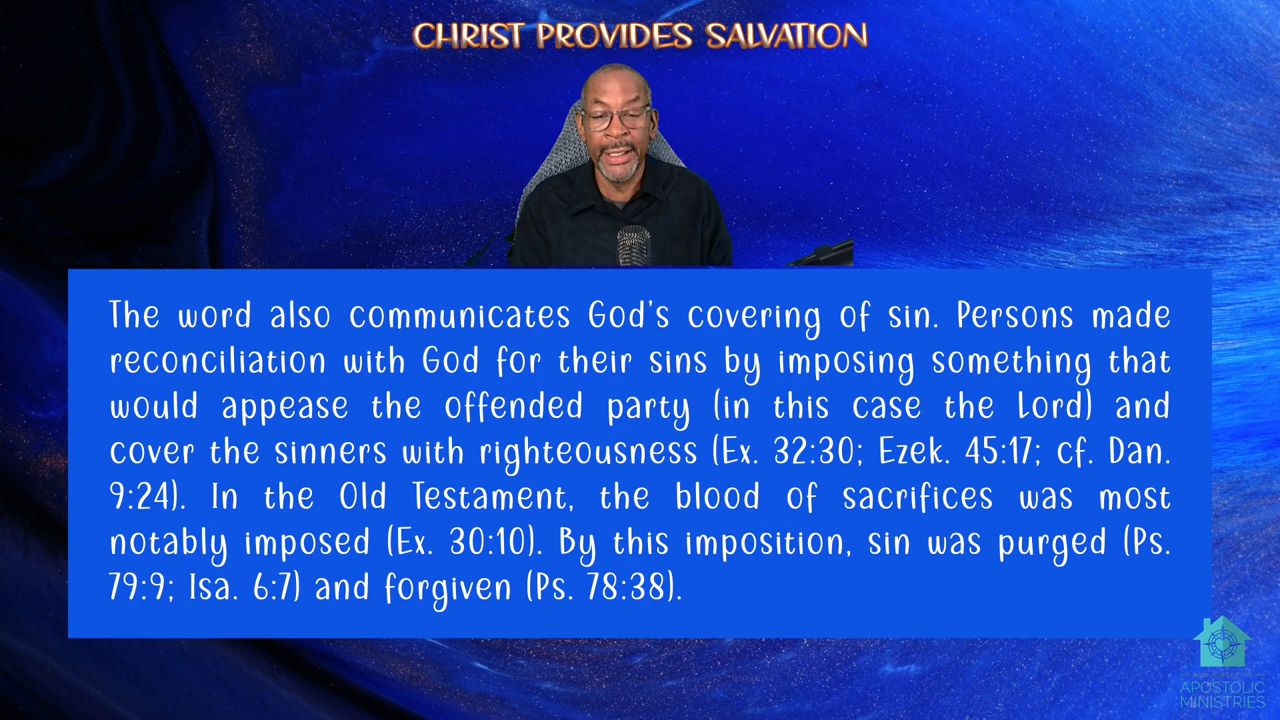 CHRIST PROVIDES SALVATION
The word also communicates God's covering of sin. Persons made
reconciliation with God for their sins by imposing something that
would appease the offended party (in this case the Lord) and
cover the sinners with righteousness (Ex. 32:30; Ezek. 45:17; cf. Dan.
9:24). In the Old Testament, the blood of sacrifices was most
notably imposed (Ex. 30:10). By this imposition, sin was purged (Ps.
79:9; Isa. 6:7) and forgiven (Ps. 78:38).
APOSTOLIC
MINISTRIES